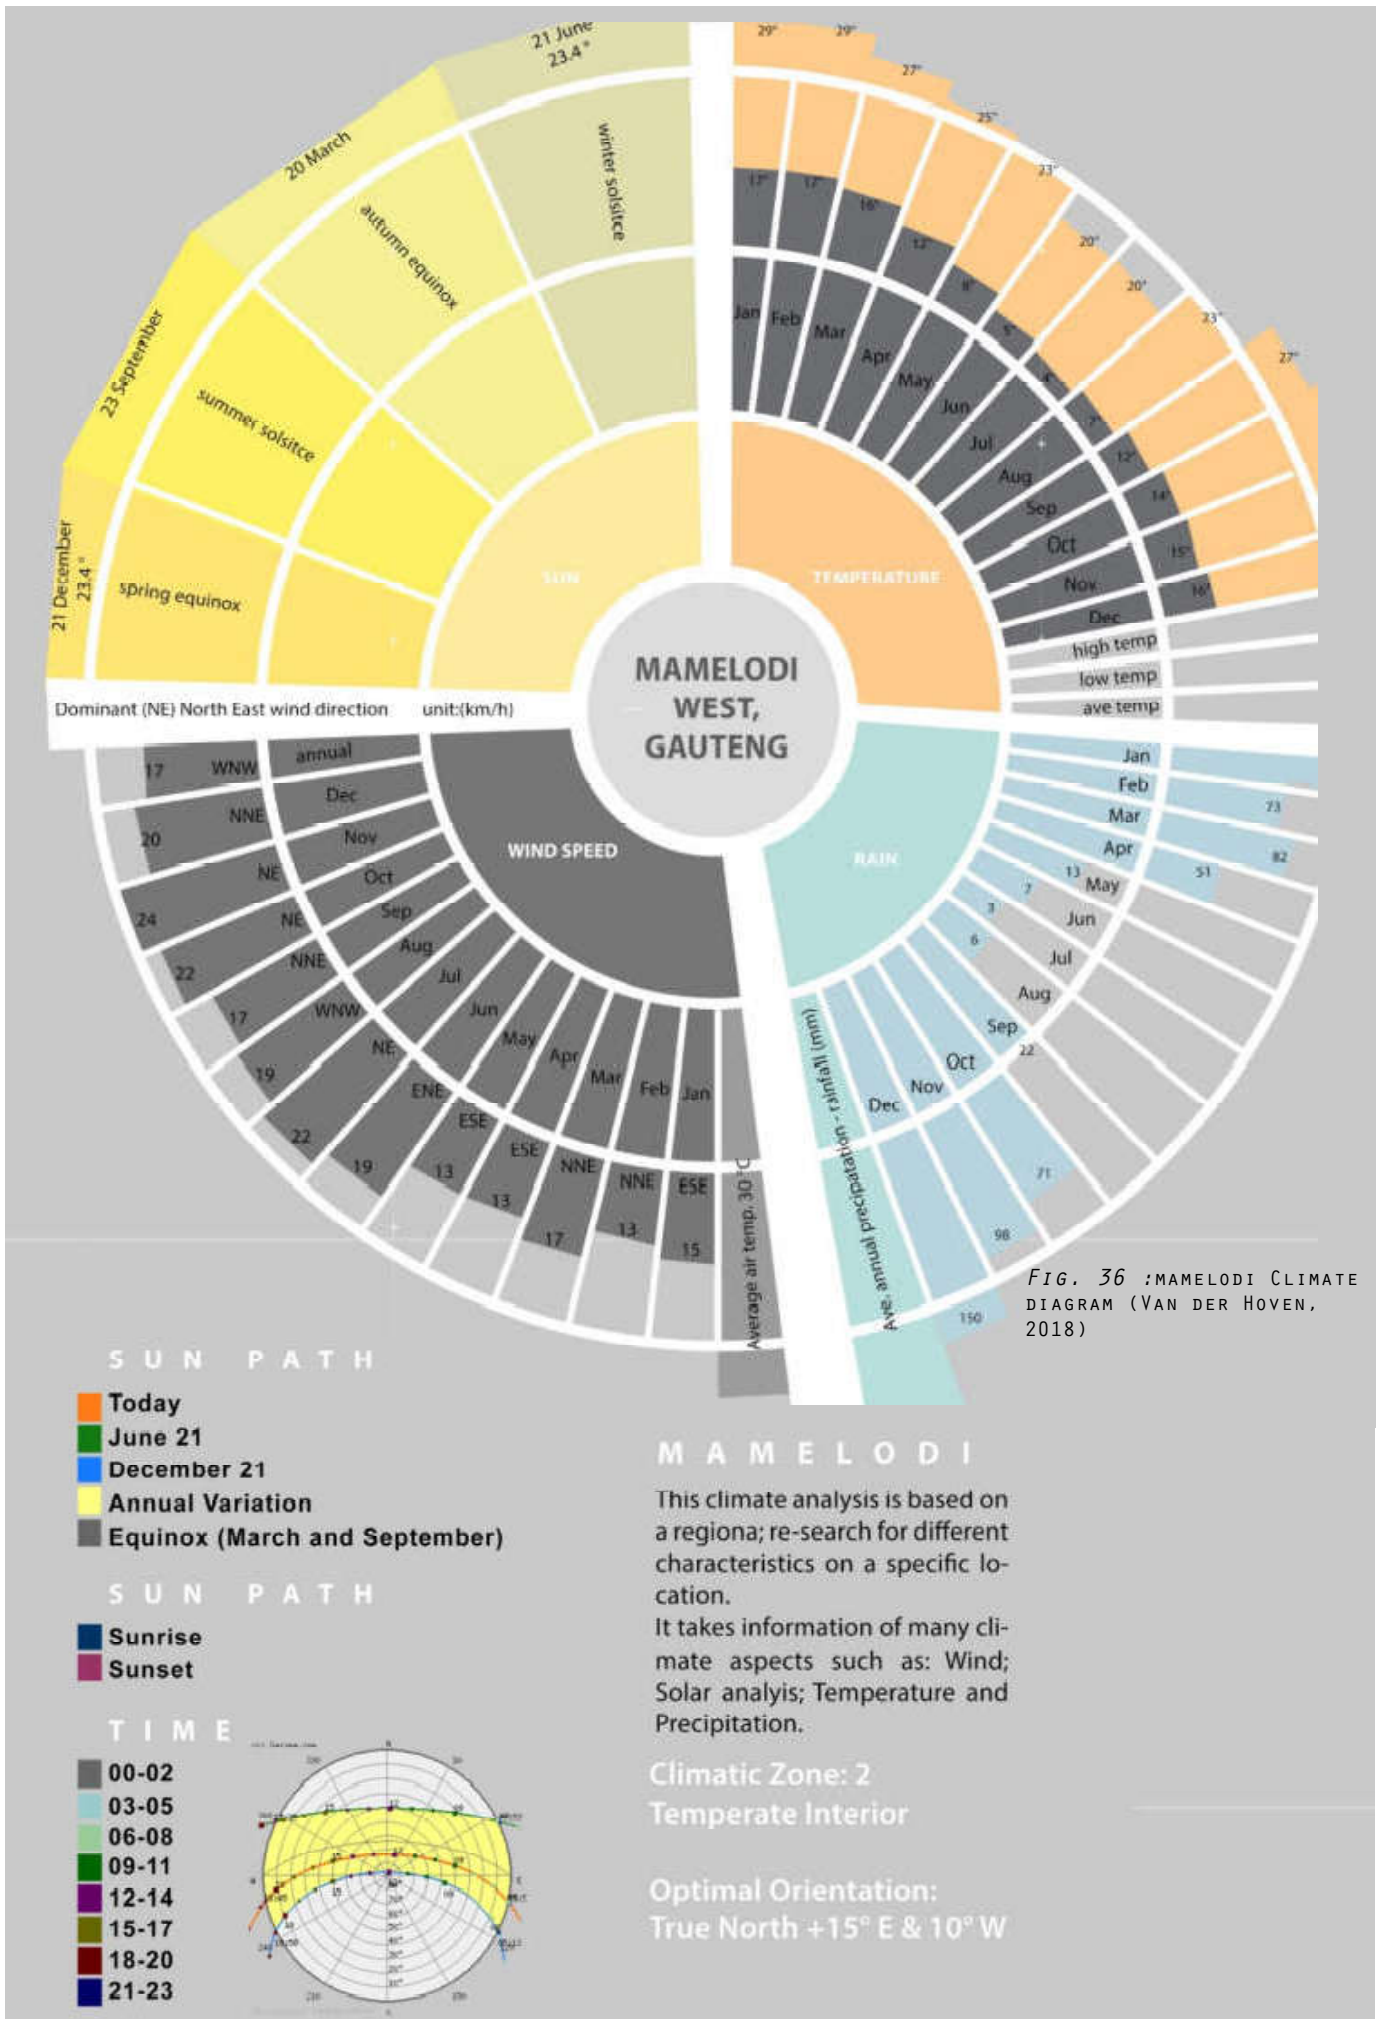 21 June
23.4 °
20 March
23 September
21 December
23.4 °
winter solsitce
autumn equinox
summer solsitce
spring equinox
SUN
29°
29°
27°
25°
23°
20°
20°
23°
27°
17°
17°
16°
12°
8°
5°
4°
7°
12°
14°
15°
16°
Jan
Feb
Mar
Apr
May
Jun
Jul
Aug
Sep
Oct
Nov
Dec
high temp
low temp
ave temp
TEMPERATURE
MAMELODI
WEST,
GAUTENG
Dominant (NE) North East wind direction unit:(km/h)
WIND SPEED
annual
Dec
Nov
Oct
Sep
Aug
Jul
Jun
May
Apr
Mar
Feb
Jan
17 WNW
20 NNE
24 NE
22 NE
17 NNE
19 WNW
22 NE
19 ENE
13 ESE
13 ESE
17 NNE
13 NNE
15 ESE
Average air temp. 30 °C
RAIN
Jan
Feb
Mar
Apr
May
Jun
Jul
Aug
Sep
Oct
Nov
Dec
73
82
51
13
7
3
6
22
71
98
150
Ave. annual precipatation - rainfall (mm)
FIG. 36 :MAMELODI CLIMATE
DIAGRAM (VAN DER HOVEN,
2018)
SUN PATH
Today
June 21
December 21
Annual Variation
Equinox (March and September)
SUN PATH
Sunrise
Sunset
TIME
00-02
03-05
06-08
09-11
12-14
15-17
18-20
21-23
MAMELODI
This climate analysis is based on
a regiona; re-search for different
characteristics on a specific lo-
cation.
It takes information of many cli-
mate aspects such as: Wind;
Solar analyis; Temperature and
Precipitation.
Climatic Zone: 2
Temperate Interior
Optimal Orientation:
True North +15° E & 10° W